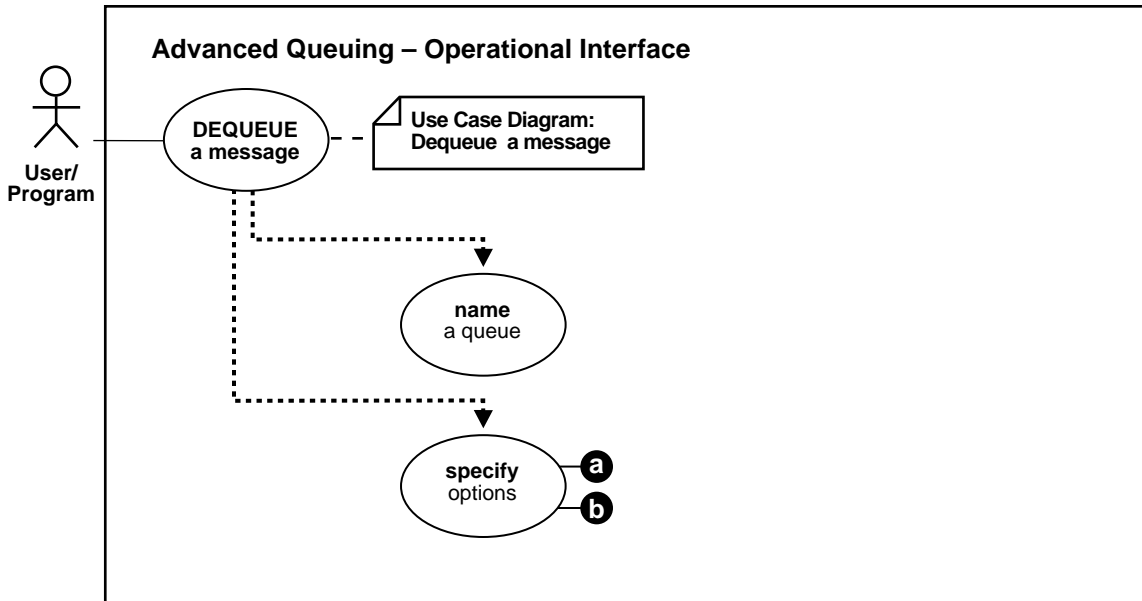 Advanced Queuing – Operational Interface
User/
Program
DEQUEUE
a message
Use Case Diagram:
Dequeue a message
name
a queue
specify
options
a
b